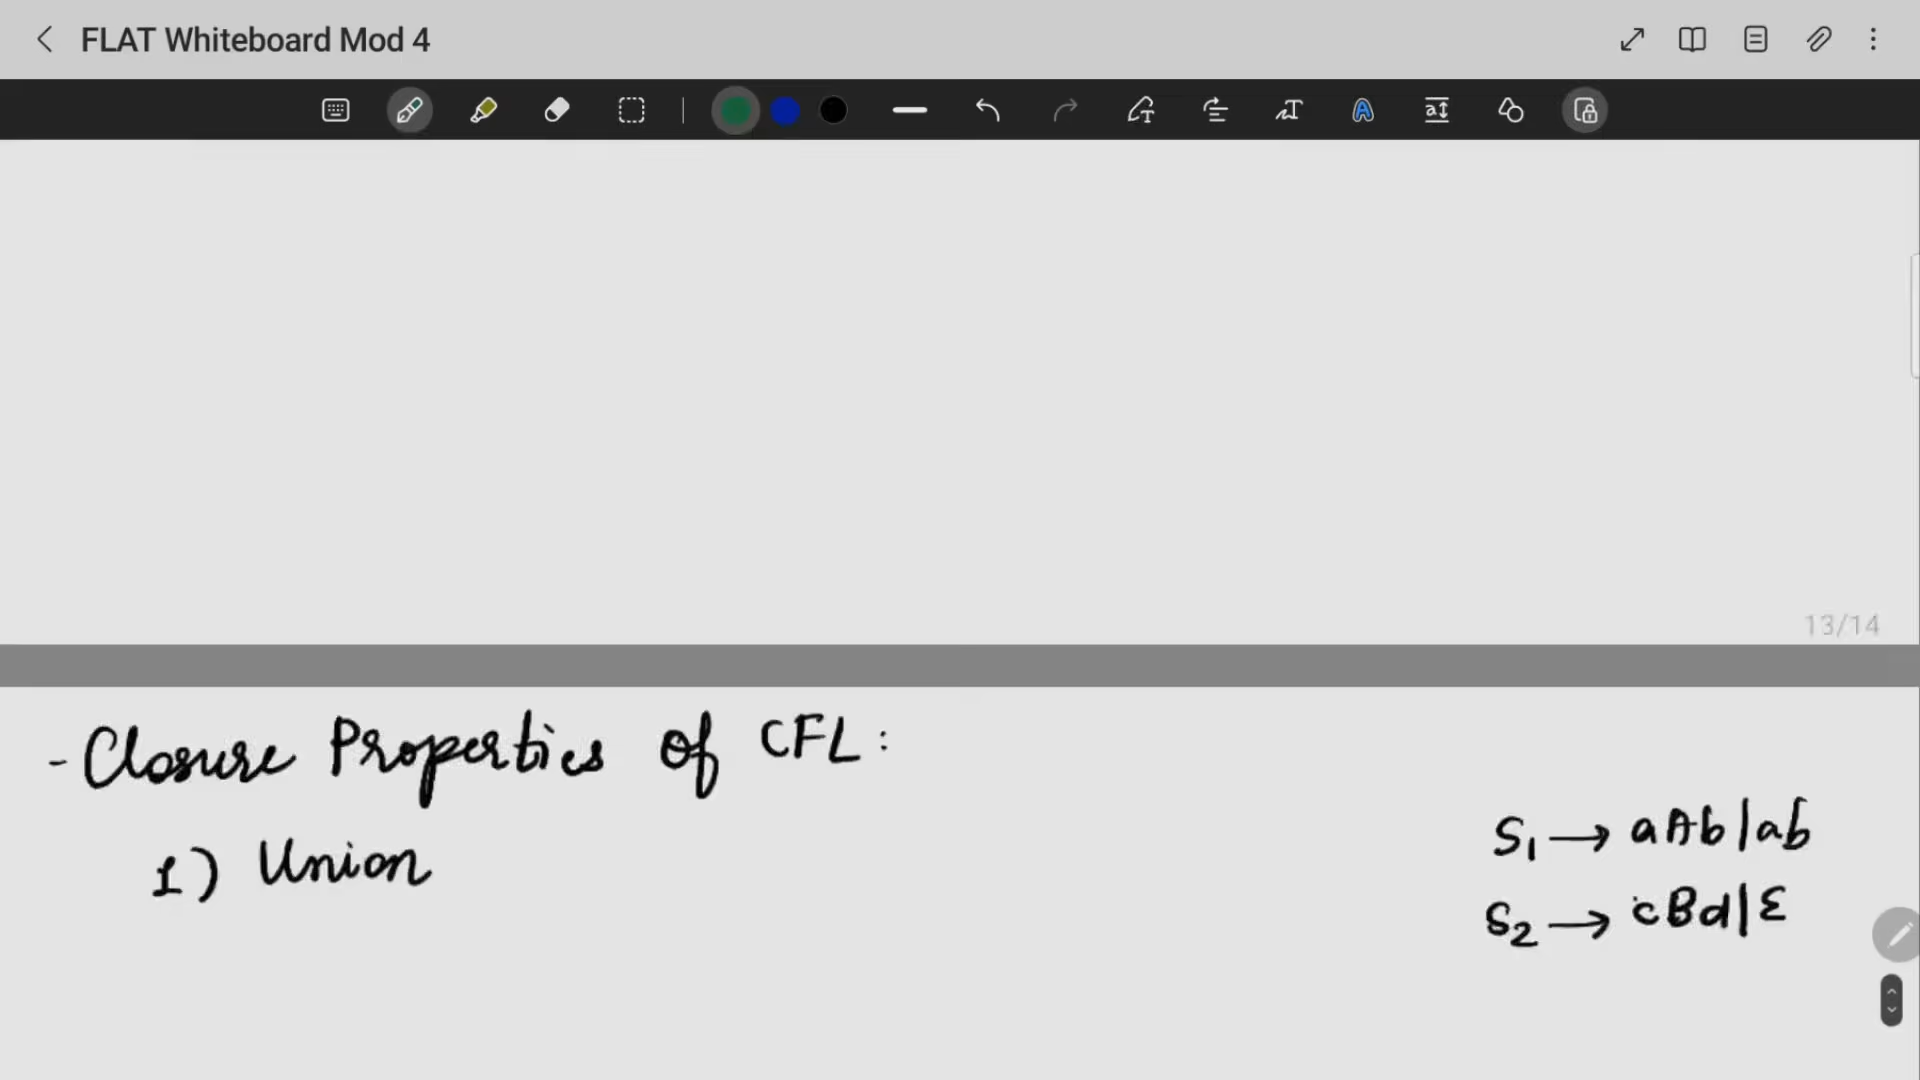 FLAT Whiteboard Mod 4
13/14
- Closure Properties of CFL:
1) Union
S₁ → aAb|ab
S₂ → cBd|ε